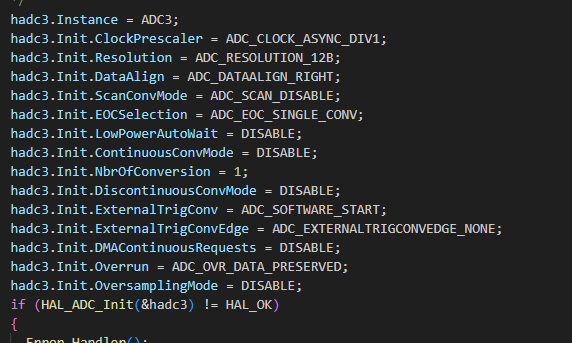 */
hadc3.Instance = ADC3;
hadc3.Init.ClockPrescaler = ADC_CLOCK_ASYNC_DIV1;
hadc3.Init.Resolution = ADC_RESOLUTION_12B;
hadc3.Init.DataAlign = ADC_DATAALIGN_RIGHT;
hadc3.Init.ScanConvMode = ADC_SCAN_DISABLE;
hadc3.Init.EOCSelection = ADC_EOC_SINGLE_CONV;
hadc3.Init.LowPowerAutoWait = DISABLE;
hadc3.Init.ContinuousConvMode = DISABLE;
hadc3.Init.NbrOfConversion = 1;
hadc3.Init.DiscontinuousConvMode = DISABLE;
hadc3.Init.ExternalTrigConv = ADC_SOFTWARE_START;
hadc3.Init.ExternalTrigConvEdge = ADC_EXTERNALTRIGCONVEDGE_NONE;
hadc3.Init.DMAContinuousRequests = DISABLE;
hadc3.Init.Overrun = ADC_OVR_DATA_PRESERVED;
hadc3.Init.OversamplingMode = DISABLE;
if (HAL_ADC_Init(&hadc3) != HAL_OK)
{
Error_Handler();